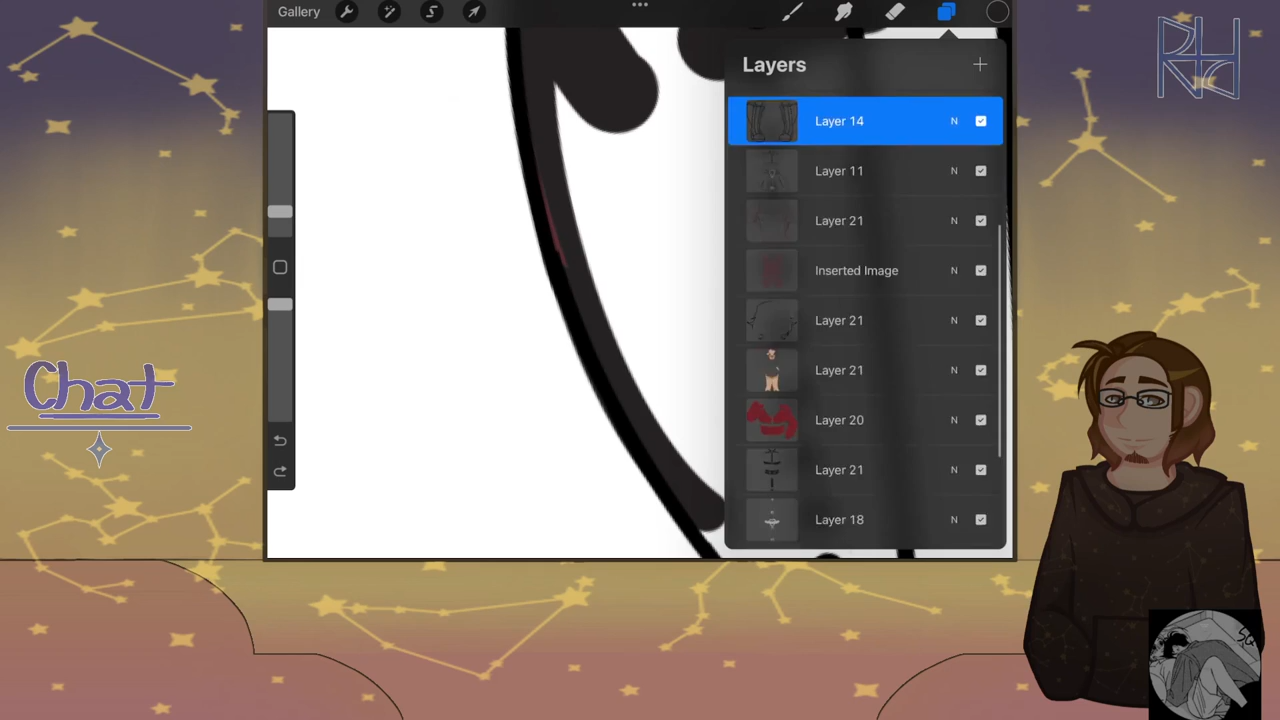 Gallery
Layers
Layer 14 N
Layer 11 N
Layer 21 N
Inserted Image N
Layer 21 N
Layer 21 N
Layer 20 N
Layer 21 N
Layer 18 N
Chat